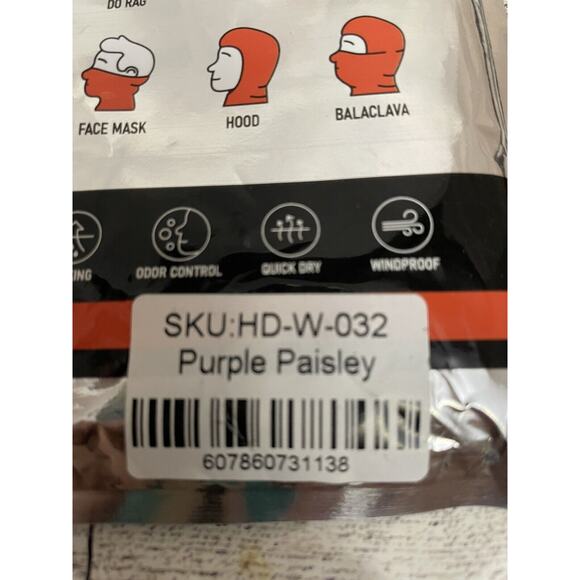 DO RAG
FACE MASK
HOOD
BALACLAVA
ODOR CONTROL
QUICK DRY
WINDPROOF
SKU:HD-W-032
Purple Paisley
607860731138